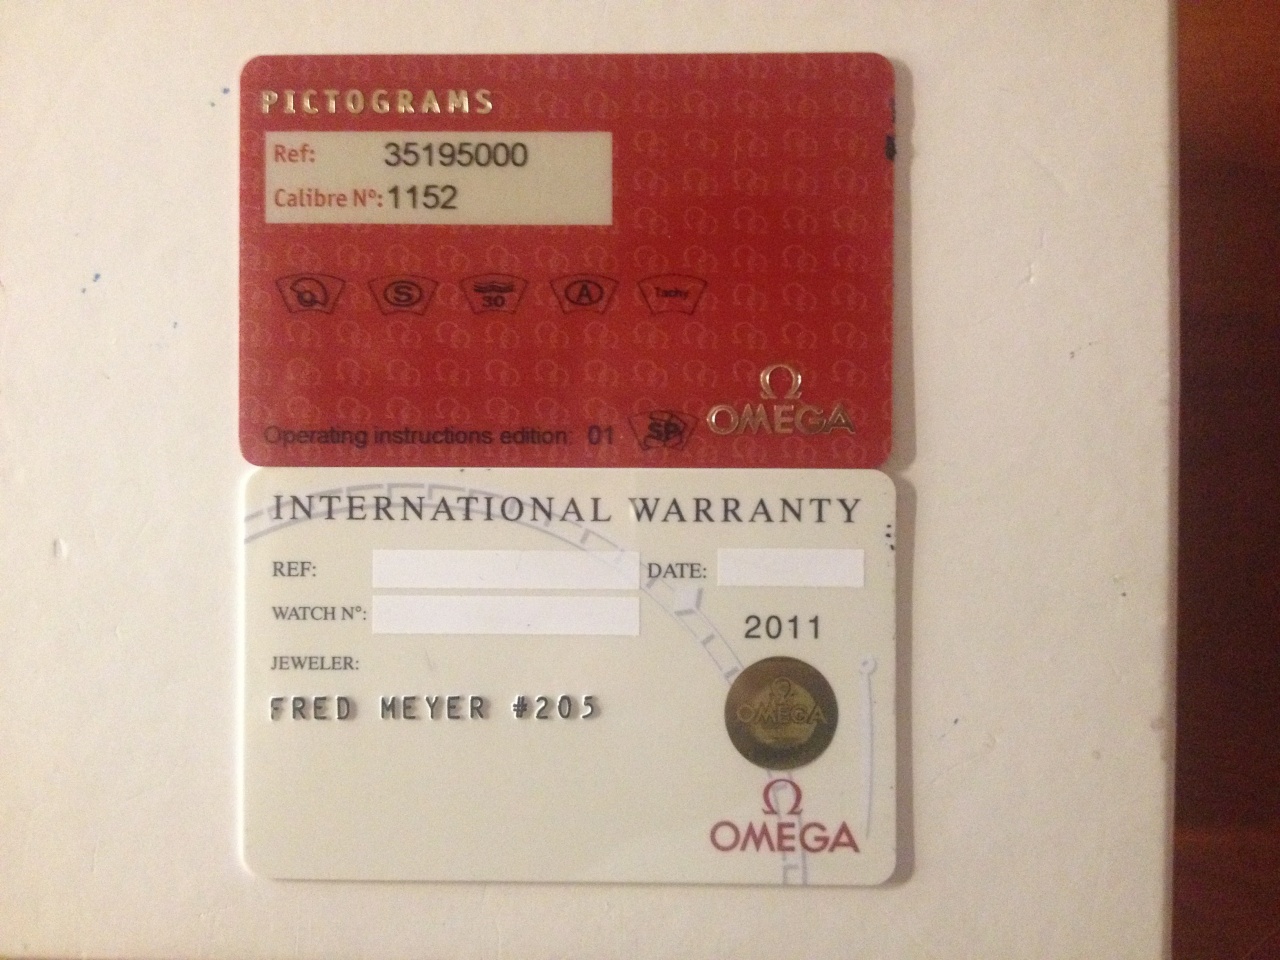 PICTOGRAMS
Ref: 35195000
Calibre Nº: 1152
S
30
A
Tachy
Operating instructions edition: 01 SP
Ω
OMEGA
INTERNATIONAL WARRANTY
REF: DATE:
WATCH Nº:
2011
JEWELER:
FRED MEYER #205
OMEGA
Ω
OMEGA